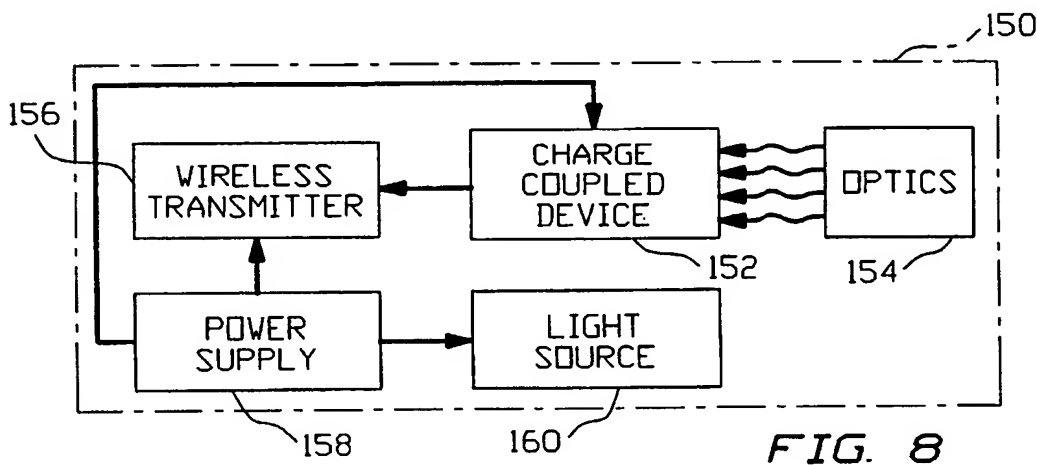 150
156
WIRELESS
TRANSMITTER
CHARGE
COUPLED
DEVICE
OPTICS
152
154
POWER
SUPPLY
LIGHT
SOURCE
158
160
FIG. 8